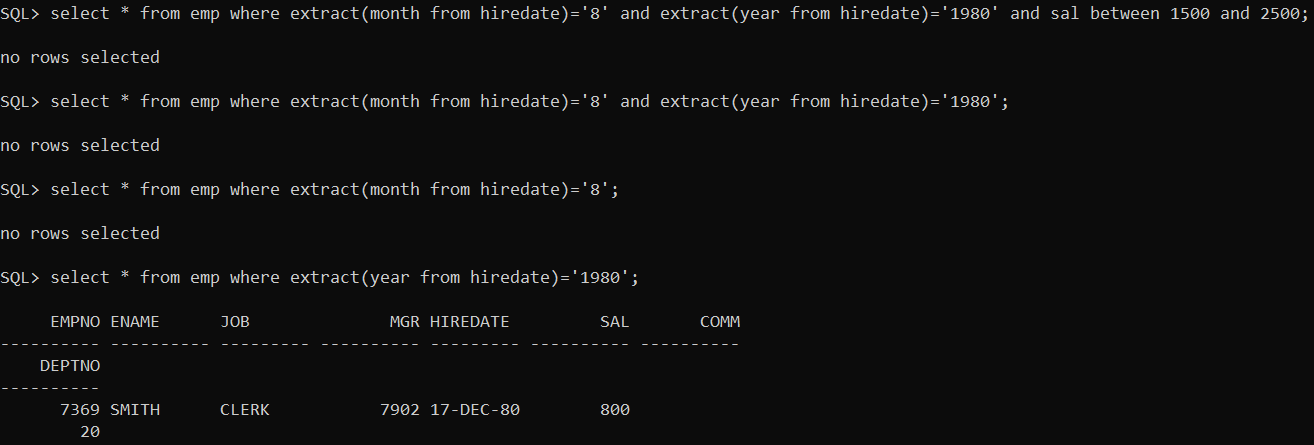 SQL> select * from emp where extract(month from hiredate)='8' and extract(year from hiredate)='1980' and sal between 1500 and 2500;
no rows selected
SQL> select * from emp where extract(month from hiredate)='8' and extract(year from hiredate)='1980';
no rows selected
SQL> select * from emp where extract(month from hiredate)='8';
no rows selected
SQL> select * from emp where extract(year from hiredate)='1980';
     EMPNO ENAME      JOB              MGR HIREDATE         SAL       COMM
---------- ---------- --------- ---------- --------- ---------- ----------
    DEPTNO
----------
      7369 SMITH      CLERK           7902 17-DEC-80        800
        20